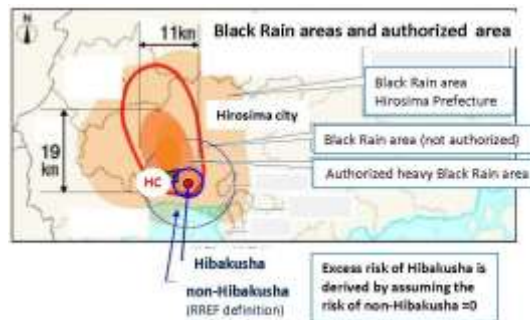 Black Rain areas and authorized area
N
11km
Black Rain area
Hirosima Prefecture
Hirosima city
Black Rain area (not authorized)
19
km
Authorized heavy Black Rain area
HC
Hibakusha
non-Hibakusha
(RREF definition)
Excess risk of Hibakusha is
derived by assuming the
risk of non-Hibakusha =0